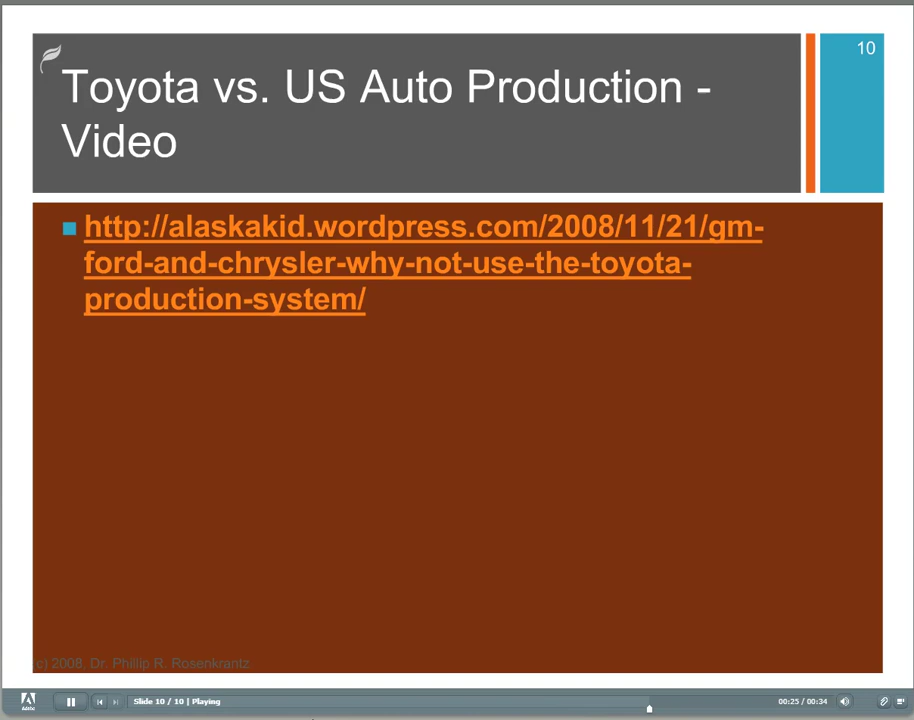 10
Toyota vs. US Auto Production -
Video
http://alaskakid.wordpress.com/2008/11/21/gm-
ford-and-chrysler-why-not-use-the-toyota-
production-system/
(c) 2008, Dr. Phillip R. Rosenkrantz
Adobe
Slide 10 / 10 | Playing
00:25 / 00:34